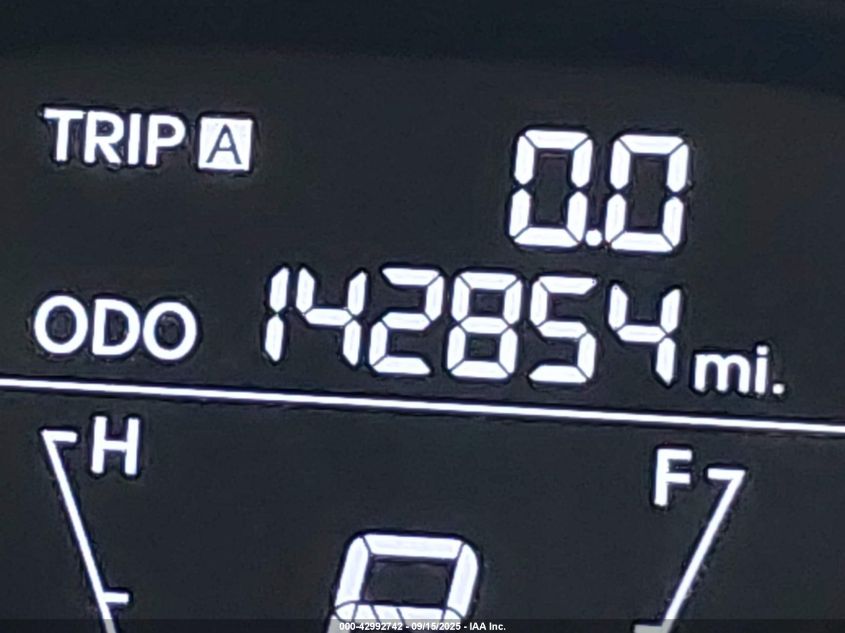 TRIP A 0.0
ODO 142854 mi.
H F
000-42992742 - 09/15/2025 - IAA Inc.